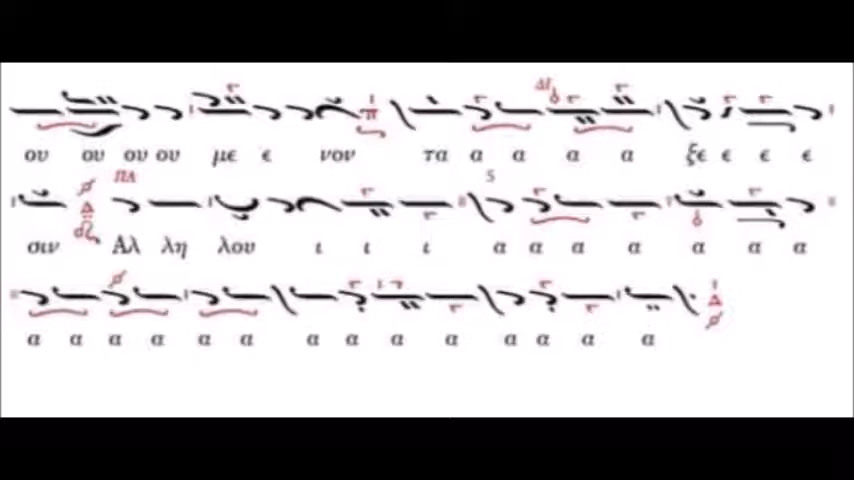 ου ου ου ου με ε νον τα α α α α ξε ε ε ε
σιν Αλ λη λου ι ι ι α α α α α α α
α α α α α α α α α α α α α α